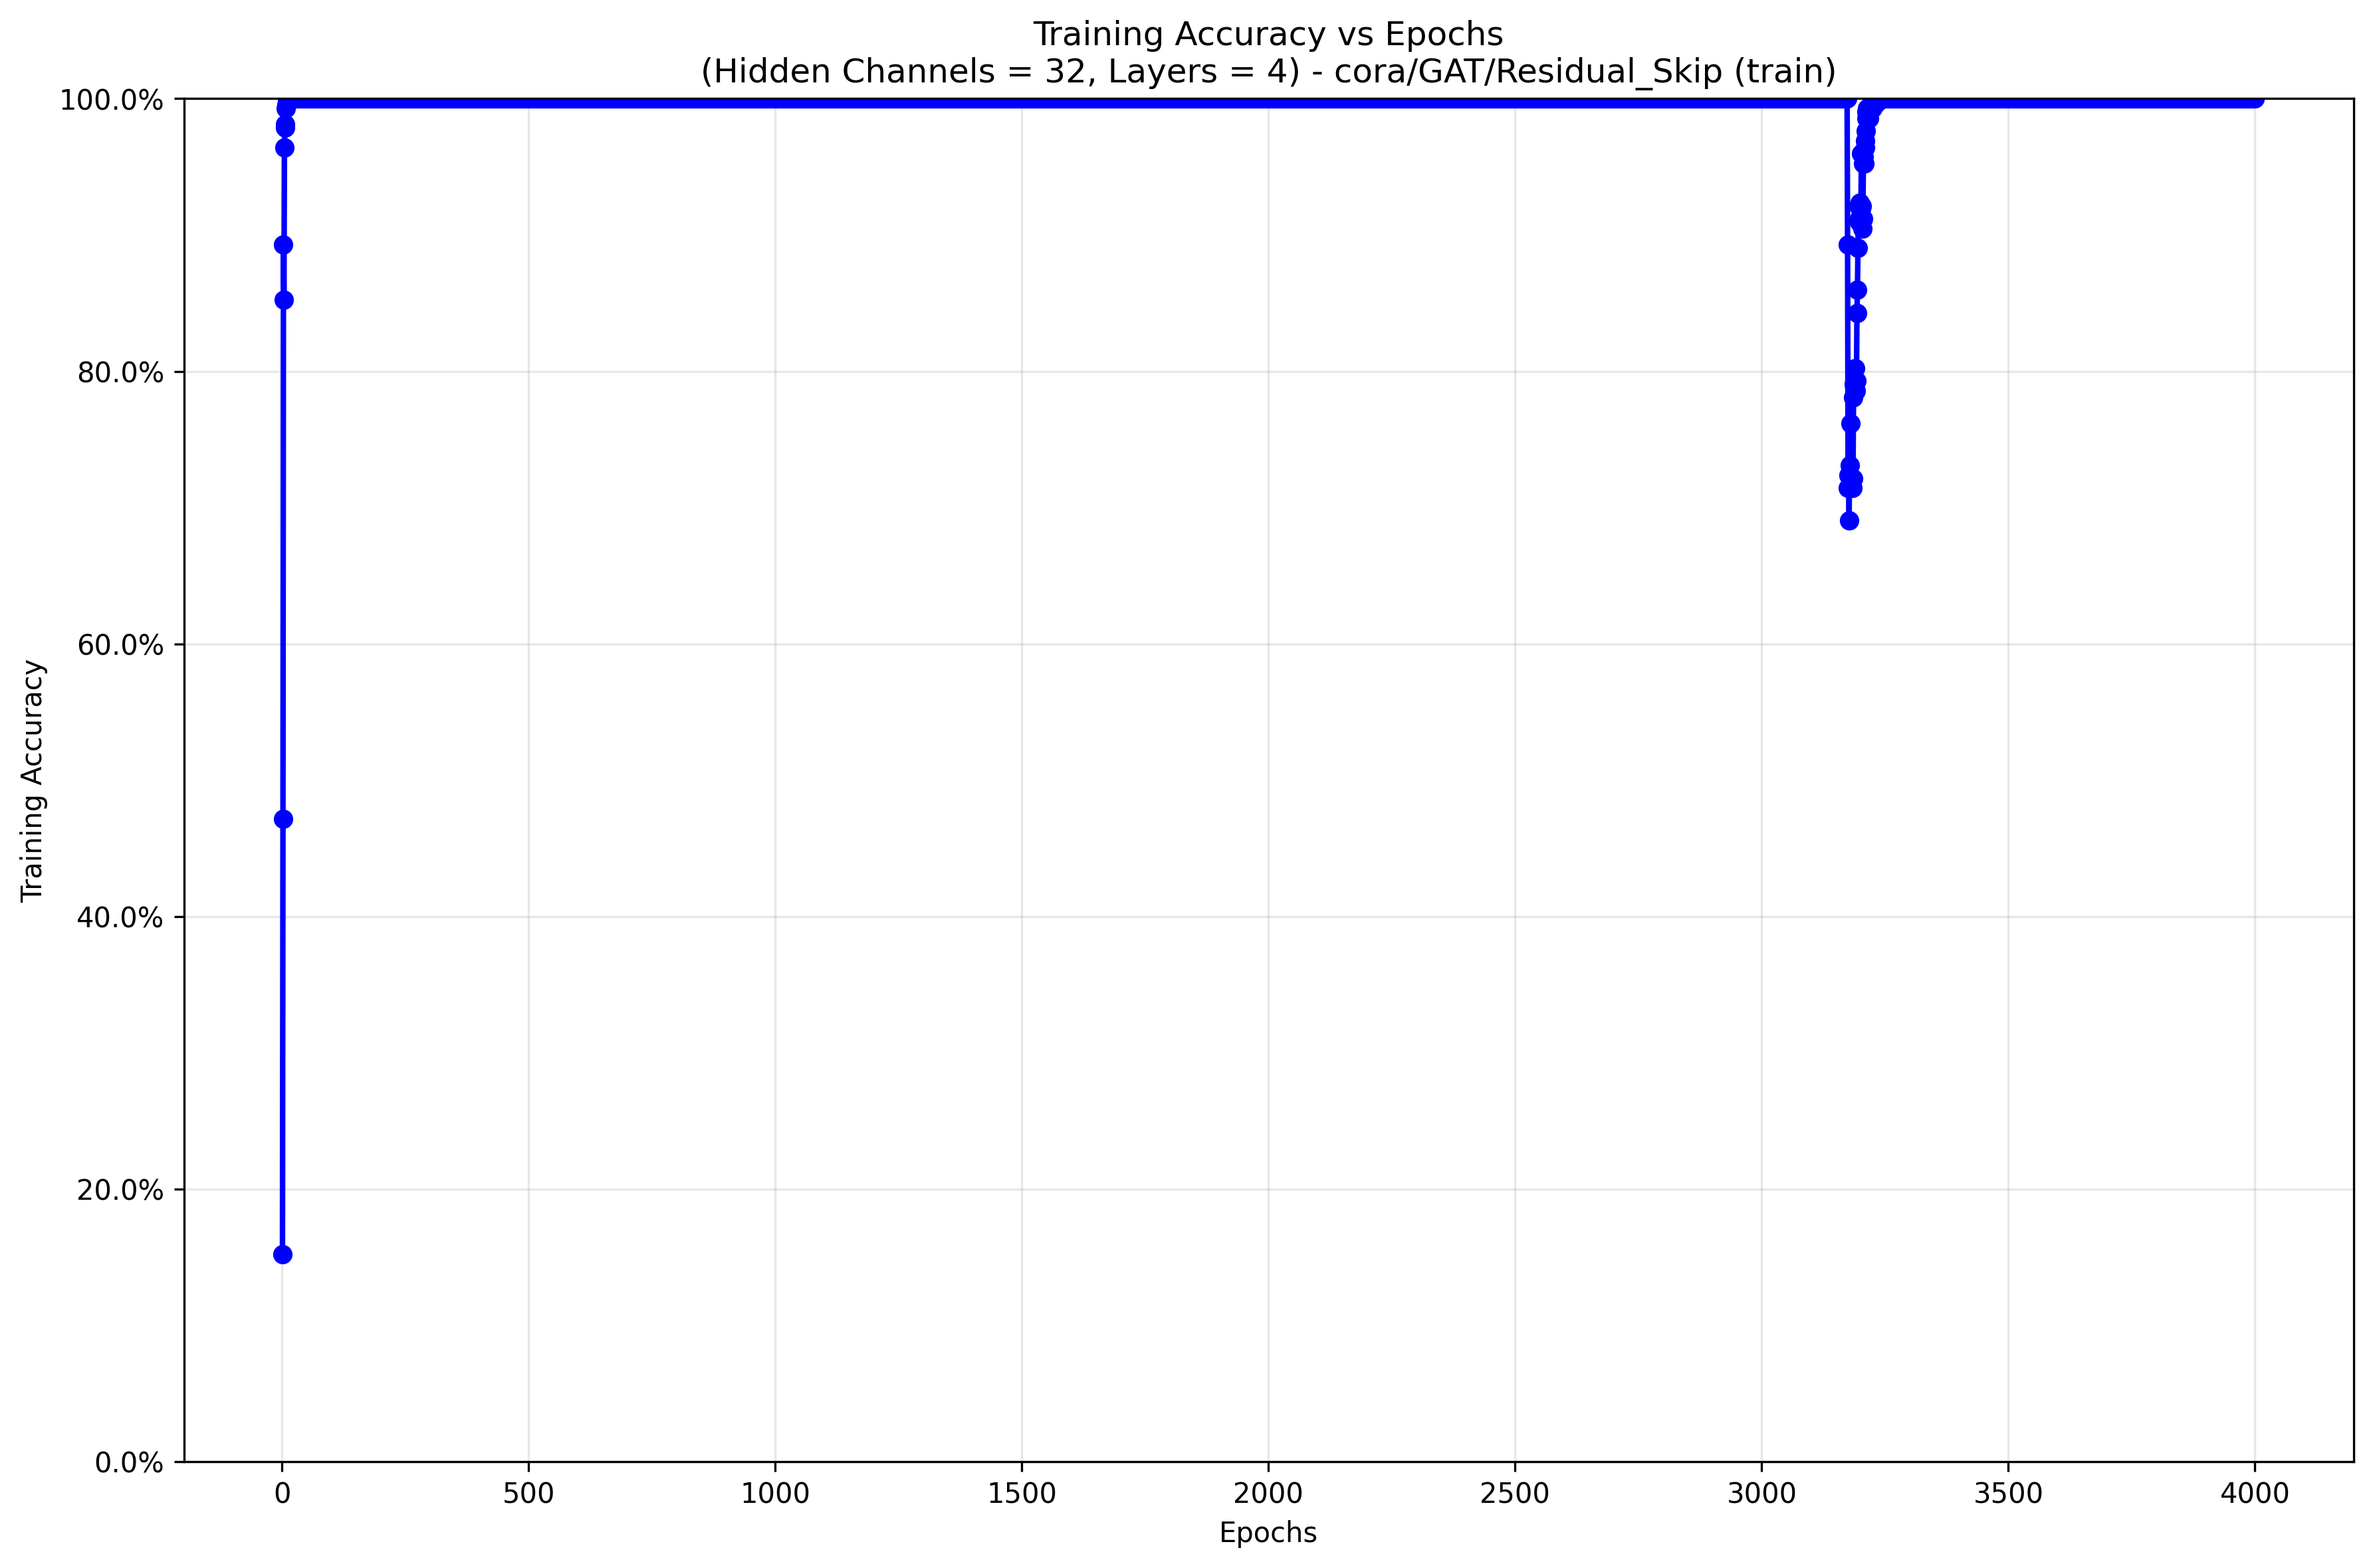 Training Accuracy vs Epochs
(Hidden Channels = 32, Layers = 4) - cora/GAT/Residual_Skip (train)
Training Accuracy
100.0%
80.0%
60.0%
40.0%
20.0%
0.0%
0 500 1000 1500 2000 2500 3000 3500 4000
Epochs